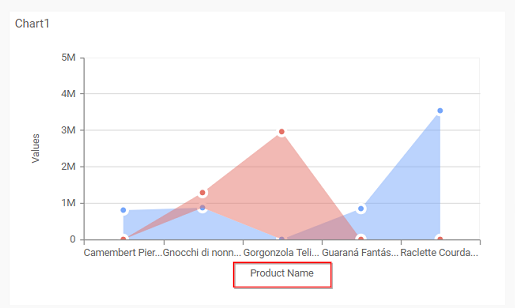 Chart1
5M
4M
3M
2M
1M
0
Values
Camembert Pier... Gnocchi di nonn... Gorgonzola Teli... Guaraná Fantás... Raclette Courda...
Product Name